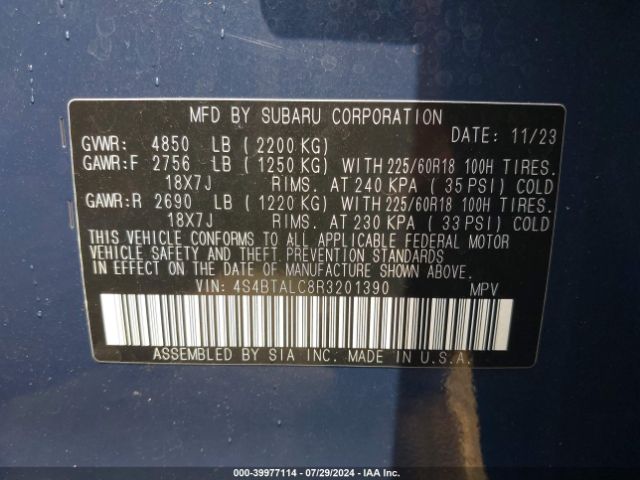 MFD BY SUBARU CORPORATION
DATE: 11/23
GVWR: 4850 LB (2200 KG)
GAWR:F 2756 LB (1250 KG) WITH 225/60R18 100H TIRES.
18X7J RIMS. AT 240 KPA ( 35 PSI) COLD
GAWR:R 2690 LB (1220 KG) WITH 225/60R18 100H TIRES.
18X7J RIMS. AT 230 KPA ( 33 PSI) COLD
THIS VEHICLE CONFORMS TO ALL APPLICABLE FEDERAL MOTOR
VEHICLE SAFETY AND THEFT PREVENTION STANDARDS IN
EFFECT ON THE DATE OF MANUFACTURE SHOWN ABOVE.
VIN: 4S4BTALC8R3201390 MPV
ASSEMBLED BY SIA INC. MADE IN U.S.A.
000-39977114 | 07/29/2024 | IAA Inc.